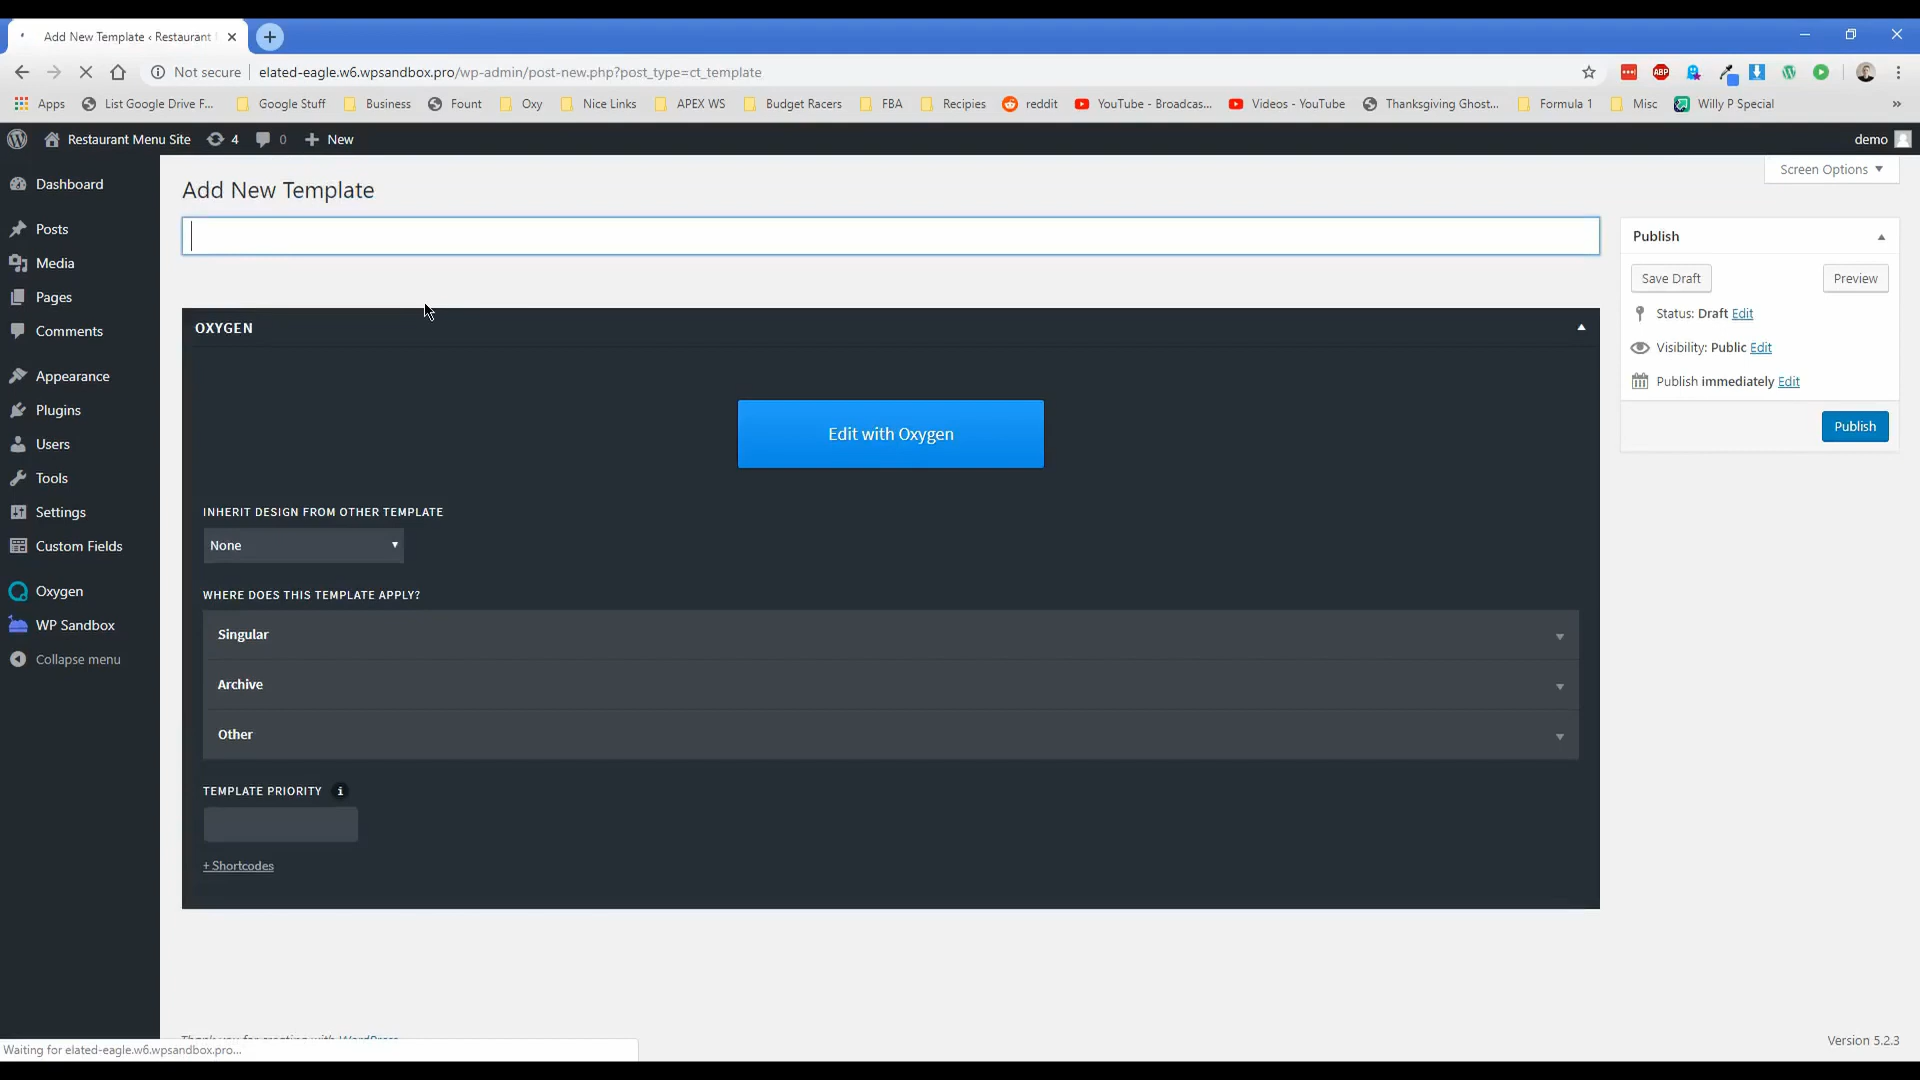 Add New Template ‹ Restaurant
Not secure elated-eagle.w6.wpsandbox.pro/wp-admin/post-new.php?post_type=ct_template
ABP
Apps List Google Drive F... Google Stuff Business Fount Oxy Nice Links APEX WS Budget Racers FBA Recipies reddit YouTube - Broadcas... Videos - YouTube Thanksgiving Ghost... Formula 1 Misc Willy P Special »
Restaurant Menu Site 4 0 New demo
Screen Options
Dashboard
Posts
Media
Pages
Comments
Appearance
Plugins
Users
Tools
Settings
Custom Fields
Oxygen
WP Sandbox
Collapse menu
Add New Template
OXYGEN
Edit with Oxygen
INHERIT DESIGN FROM OTHER TEMPLATE
None
WHERE DOES THIS TEMPLATE APPLY?
Singular
Archive
Other
TEMPLATE PRIORITY i
+ Shortcodes
Publish
Save Draft Preview
Status: Draft Edit
Visibility: Public Edit
Publish immediately Edit
Publish
Thank you for creating with WordPress.
Version 5.2.3
Waiting for elated-eagle.w6.wpsandbox.pro...